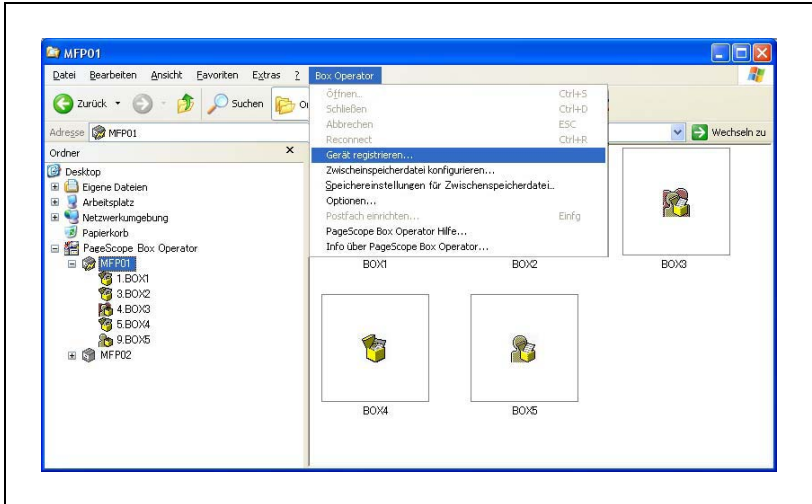 MFP01
Datei Bearbeiten Ansicht Favoriten Extras ? Box Operator
Zurück Suchen
Öffnen.. Ctrl+S
Schließen Ctrl+D
Abbrechen ESC
Reconnect Ctrl+R
Gerät registrieren...
Zwischeinspeicherdatei konfigurieren...
Speichereinstellungen für Zwischenspeicherdatei..
Optionen...
Postfach einrichten... Einfg
PageScope Box Operator Hilfe...
Info über PageScope Box Operator...
Adresse MFP01 Wechseln zu
Ordner
Desktop
Eigene Dateien
Arbeitsplatz
Netzwerkumgebung
Papierkorb
PageScope Box Operator
MFP01
1.BOX1
3.BOX2
4.BOX3
5.BOX4
9.BOX5
MFP02
BOX1 BOX2 BOX3
BOX4 BOX5